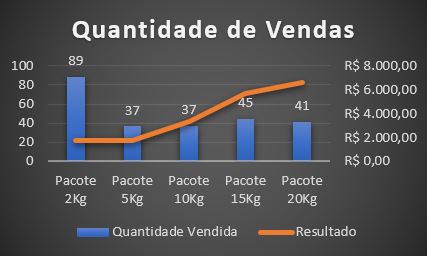 Quantidade de Vendas
100
80
60
40
20
0
89
37
37
45
41
R$ 8.000,00
R$ 6.000,00
R$ 4.000,00
R$ 2.000,00
R$ 0,00
Pacote
2Kg
Pacote
5Kg
Pacote
10Kg
Pacote
15Kg
Pacote
20Kg
Quantidade Vendida
Resultado